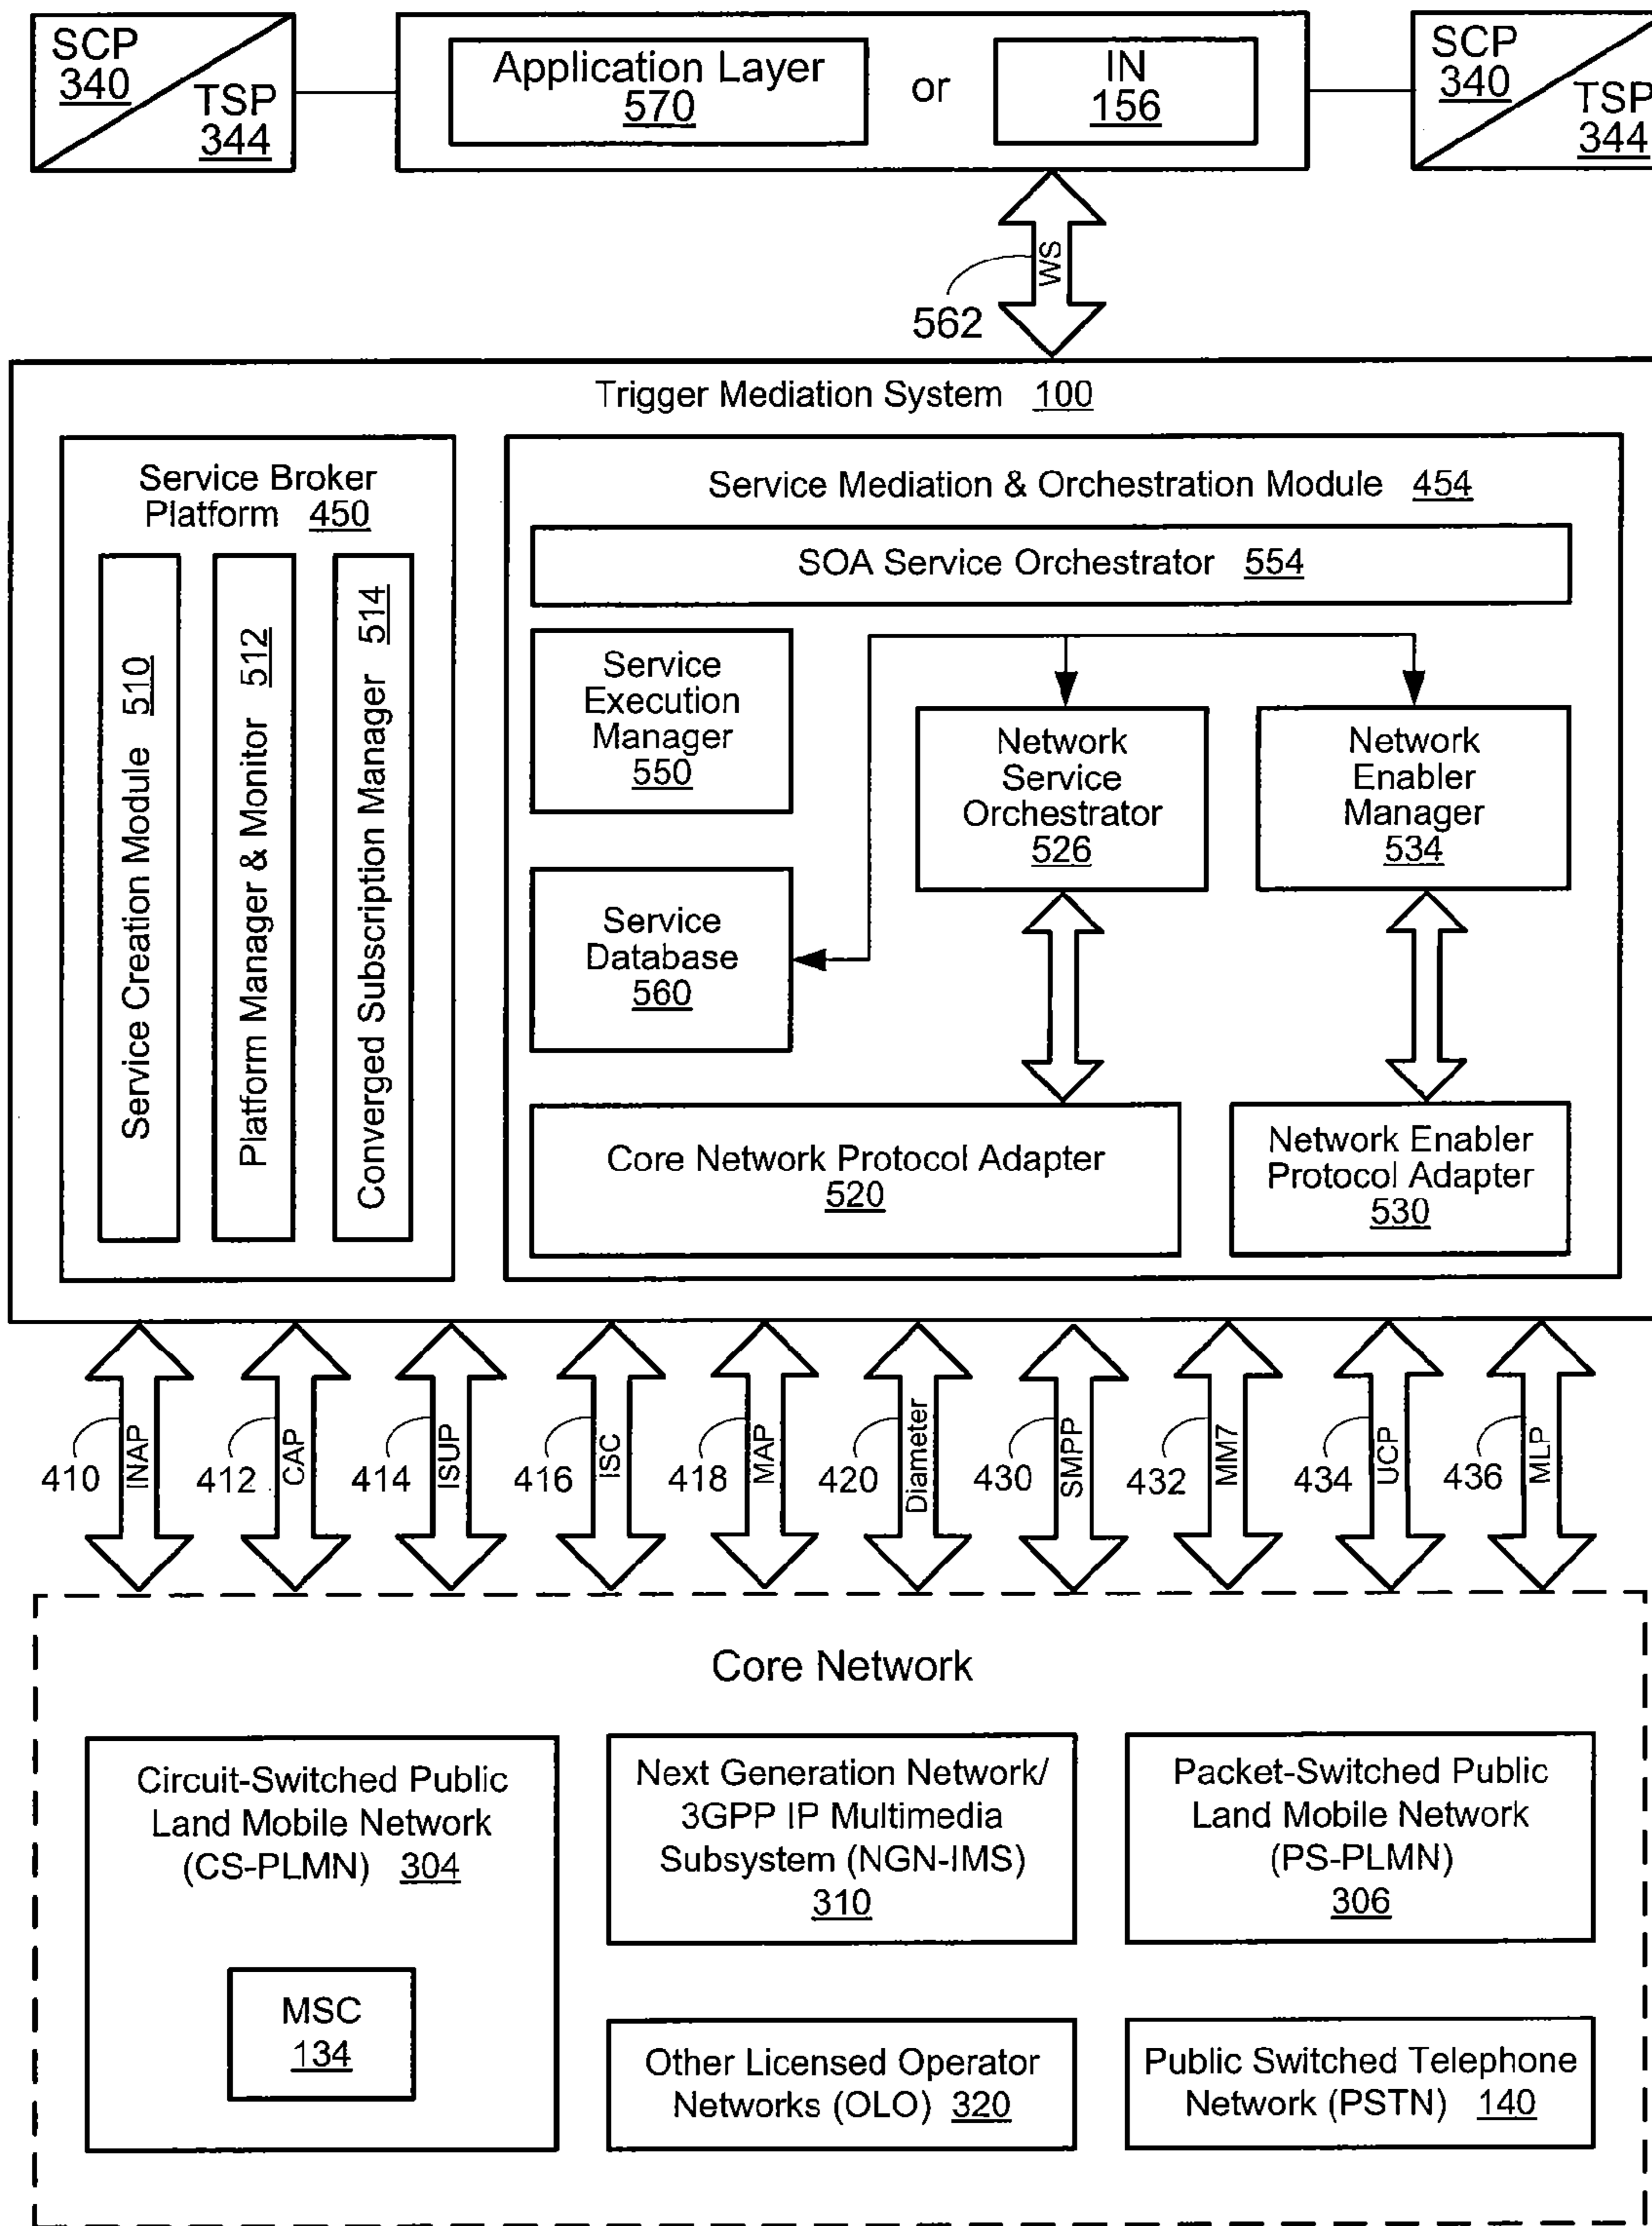 SCP
340
TSP
344
Application Layer
570
or
IN
156
SCP
340
TSP
344
WS
562
Trigger Mediation System 100
Service Broker
Platform 450
Service Creation Module 510
Platform Manager & Monitor 512
Converged Subscription Manager 514
Service Mediation & Orchestration Module 454
SOA Service Orchestrator 554
Service
Execution
Manager
550
Network
Service
Orchestrator
526
Network
Enabler
Manager
534
Service
Database
560
Core Network Protocol Adapter
520
Network Enabler
Protocol Adapter
530
410
INAP
412
CAP
414
ISUP
416
ISC
418
MAP
420
Diameter
430
SMPP
432
MM7
434
UCP
436
MLP
Core Network
Circuit-Switched Public
Land Mobile Network
(CS-PLMN) 304
MSC
134
Next Generation Network/
3GPP IP Multimedia
Subsystem (NGN-IMS)
310
Packet-Switched Public
Land Mobile Network
(PS-PLMN)
306
Other Licensed Operator
Networks (OLO) 320
Public Switched Telephone
Network (PSTN) 140